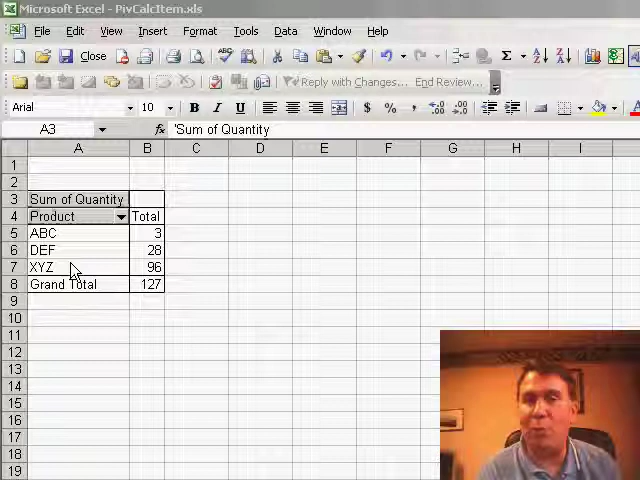 Microsoft Excel - PivCalcItem.xls
File Edit View Insert Format Tools Data Window Help
Close Σ
Reply with Changes... End Review...
Arial 10 B I U $ % ,
A3 fx 'Sum of Quantity
A B C D E F G H I
1
2
3 Sum of Quantity
4 Product Total
5 ABC 3
6 DEF 28
7 XYZ 96
8 Grand Total 127
9
10
11
12
13
14
15
16
17
18
19